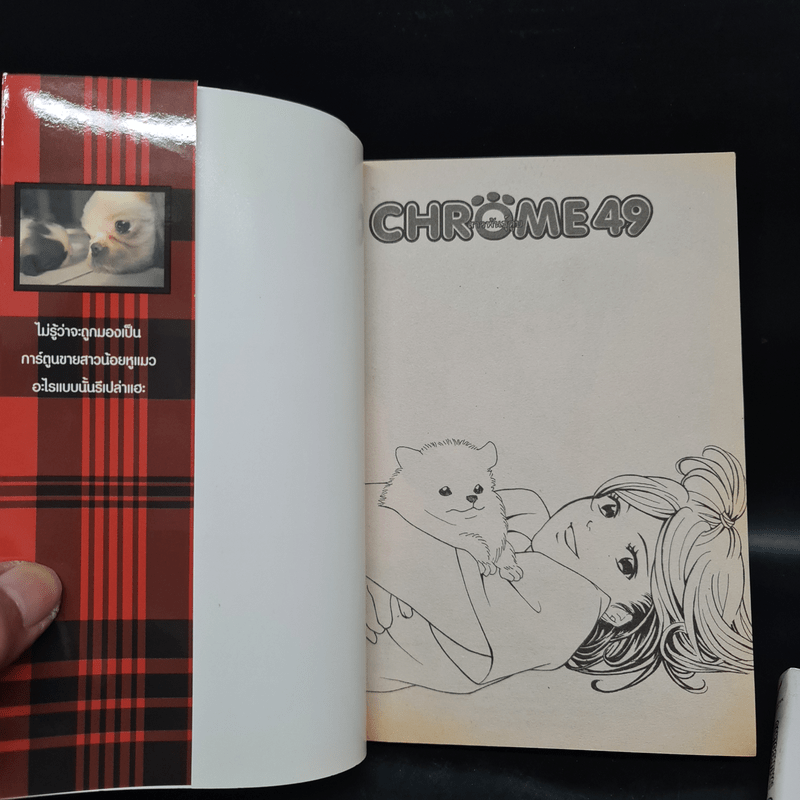 ไม่รู้ว่าจะถูกมองเป็น
การ์ตูนขายสาวน้อยหูแมว
อะไรแบบนั้นรึเปล่าแฮะ
CHROME 49